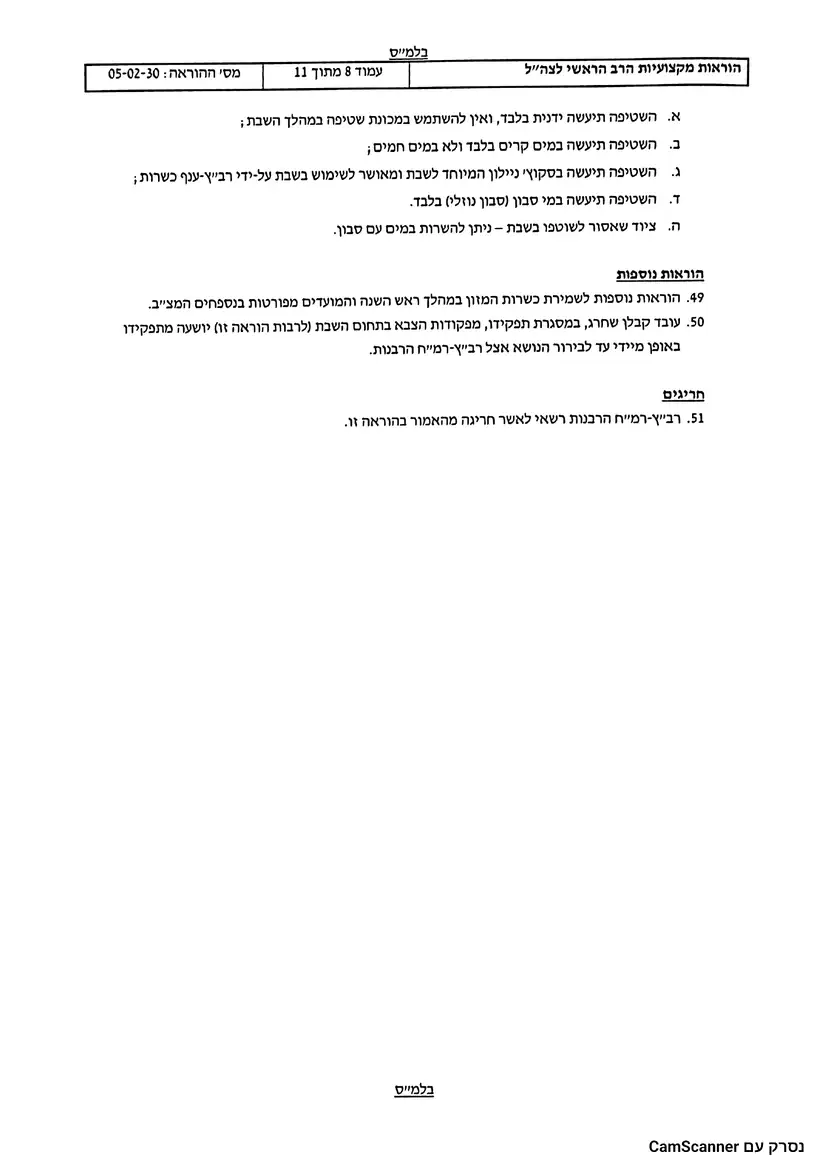 בלמ"ס
הוראות מקצועיות הרב הראשי לצה"ל
עמוד 8 מתוך 11
מס' ההוראה: 05-02-30
א. השטיפה תיעשה ידנית בלבד, ואין להשתמש במכונת שטיפה במהלך השבת;
ב. השטיפה תיעשה במים קרים בלבד ולא במים חמים;
ג. השטיפה תיעשה בסקוץ' ניילון המיוחד לשבת ומאושר לשימוש בשבת על-ידי רב"ץ-ענף כשרות;
ד. השטיפה תיעשה במי סבון (סבון נוזלי) בלבד.
ה. ציוד שאסור לשוטפו בשבת – ניתן להשרות במים עם סבון.
הוראות נוספות
49. הוראות נוספות לשמירת כשרות המזון במהלך ראש השנה והמועדים מפורטות בנספחים המצ"ב.
50. עובד קבלן שחרג, במסגרת תפקידו, מפקודות הצבא בתחום השבת (לרבות הוראה זו) יושעה מתפקידו
באופן מיידי עד לבירור הנושא אצל רב"ץ-רמ"ח הרבנות.
חריגים
51. רב"ץ-רמ"ח הרבנות רשאי לאשר חריגה מהאמור בהוראה זו.
בלמ"ס
נסרק עם CamScanner